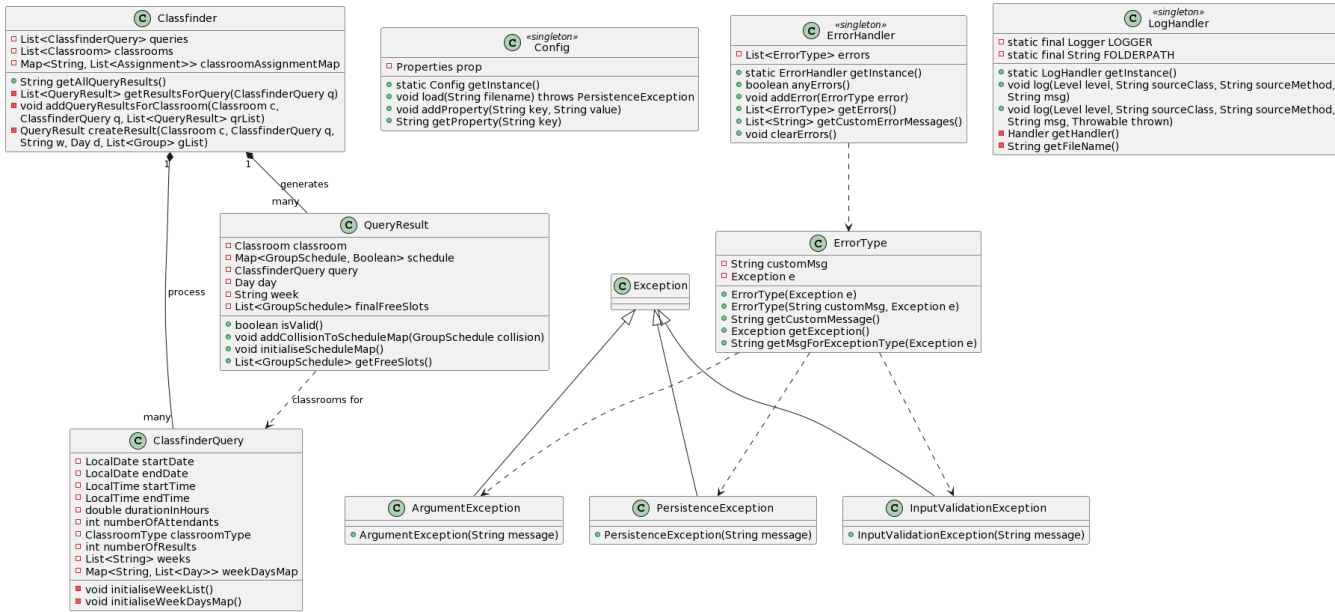 C Classfinder
List<ClassfinderQuery> queries
List<Classroom> classrooms
Map<String, List<Assignment>> classroomAssignmentMap
String getAllQueryResults()
List<QueryResult> getResultsForQuery(ClassfinderQuery q)
void addQueryResultsForClassroom(Classroom c,
ClassfinderQuery q, List<QueryResult> qrList)
QueryResult createResult(Classroom c, ClassfinderQuery q,
String w, Day d, List<Group> gList)
«singleton»
C Config
Properties prop
static Config getInstance()
void load(String filename) throws PersistenceException
void addProperty(String key, String value)
String getProperty(String key)
«singleton»
C ErrorHandler
List<ErrorType> errors
static ErrorHandler getInstance()
boolean anyErrors()
void addError(ErrorType error)
List<ErrorType> getErrors()
List<String> getCustomErrorMessages()
void clearErrors()
«singleton»
C LogHandler
static final Logger LOGGER
static final String FOLDERPATH
static LogHandler getInstance()
void log(Level level, String sourceClass, String sourceMethod,
String msg)
void log(Level level, String sourceClass, String sourceMethod,
String msg, Throwable thrown)
Handler getHandler()
String getFileName()
1
1
generates
many
C QueryResult
Classroom classroom
Map<GroupSchedule, Boolean> schedule
ClassfinderQuery query
Day day
String week
List<GroupSchedule> finalFreeSlots
boolean isValid()
void addCollisionToScheduleMap(GroupSchedule collision)
void initialiseScheduleMap()
List<GroupSchedule> getFreeSlots()
C Exception
C ErrorType
String customMsg
Exception e
ErrorType(Exception e)
ErrorType(String customMsg, Exception e)
String getCustomMessage()
Exception getException()
String getMsgForExceptionType(Exception e)
process
classrooms for
many
C ClassfinderQuery
LocalDate startDate
LocalDate endDate
LocalTime startTime
LocalTime endTime
double durationInHours
int numberOfAttendants
ClassroomType classroomType
int numberOfResults
List<String> weeks
Map<String, List<Day>> weekDaysMap
void initialiseWeekList()
void initialiseWeekDaysMap()
C ArgumentException
ArgumentException(String message)
C PersistenceException
PersistenceException(String message)
C InputValidationException
InputValidationException(String message)